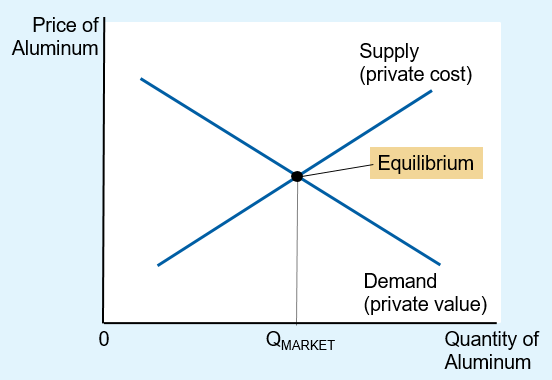 Price of
Aluminum
Supply
(private cost)
Equilibrium
Demand
(private value)
0
QMARKET
Quantity of
Aluminum